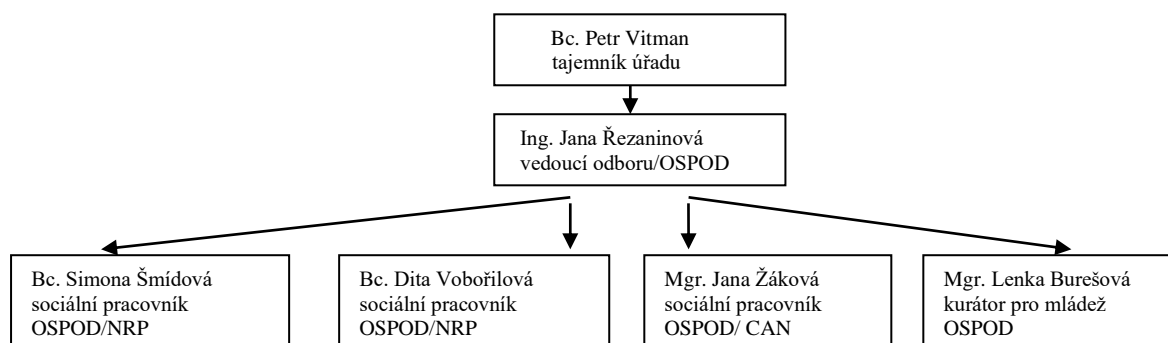 Bc. Petr Vitman
tajemník úřadu
Ing. Jana Řezaninová
vedoucí odboru/OSPOD
Bc. Simona Šmídová
sociální pracovník
OSPOD/NRP
Bc. Dita Vobořilová
sociální pracovník
OSPOD/NRP
Mgr. Jana Žáková
sociální pracovník
OSPOD/ CAN
Mgr. Lenka Burešová
kurátor pro mládež
OSPOD